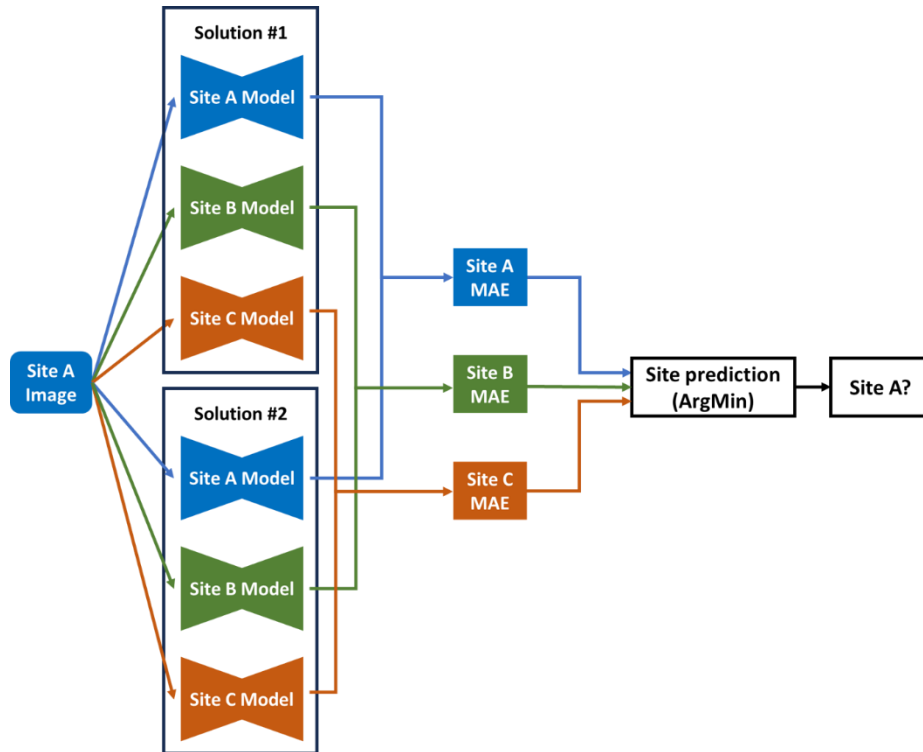 Solution #1
Site A Model
Site B Model
Site C Model
Site A
Image
Solution #2
Site A Model
Site B Model
Site C Model
Site A
MAE
Site B
MAE
Site C
MAE
Site prediction
(ArgMin)
Site A?